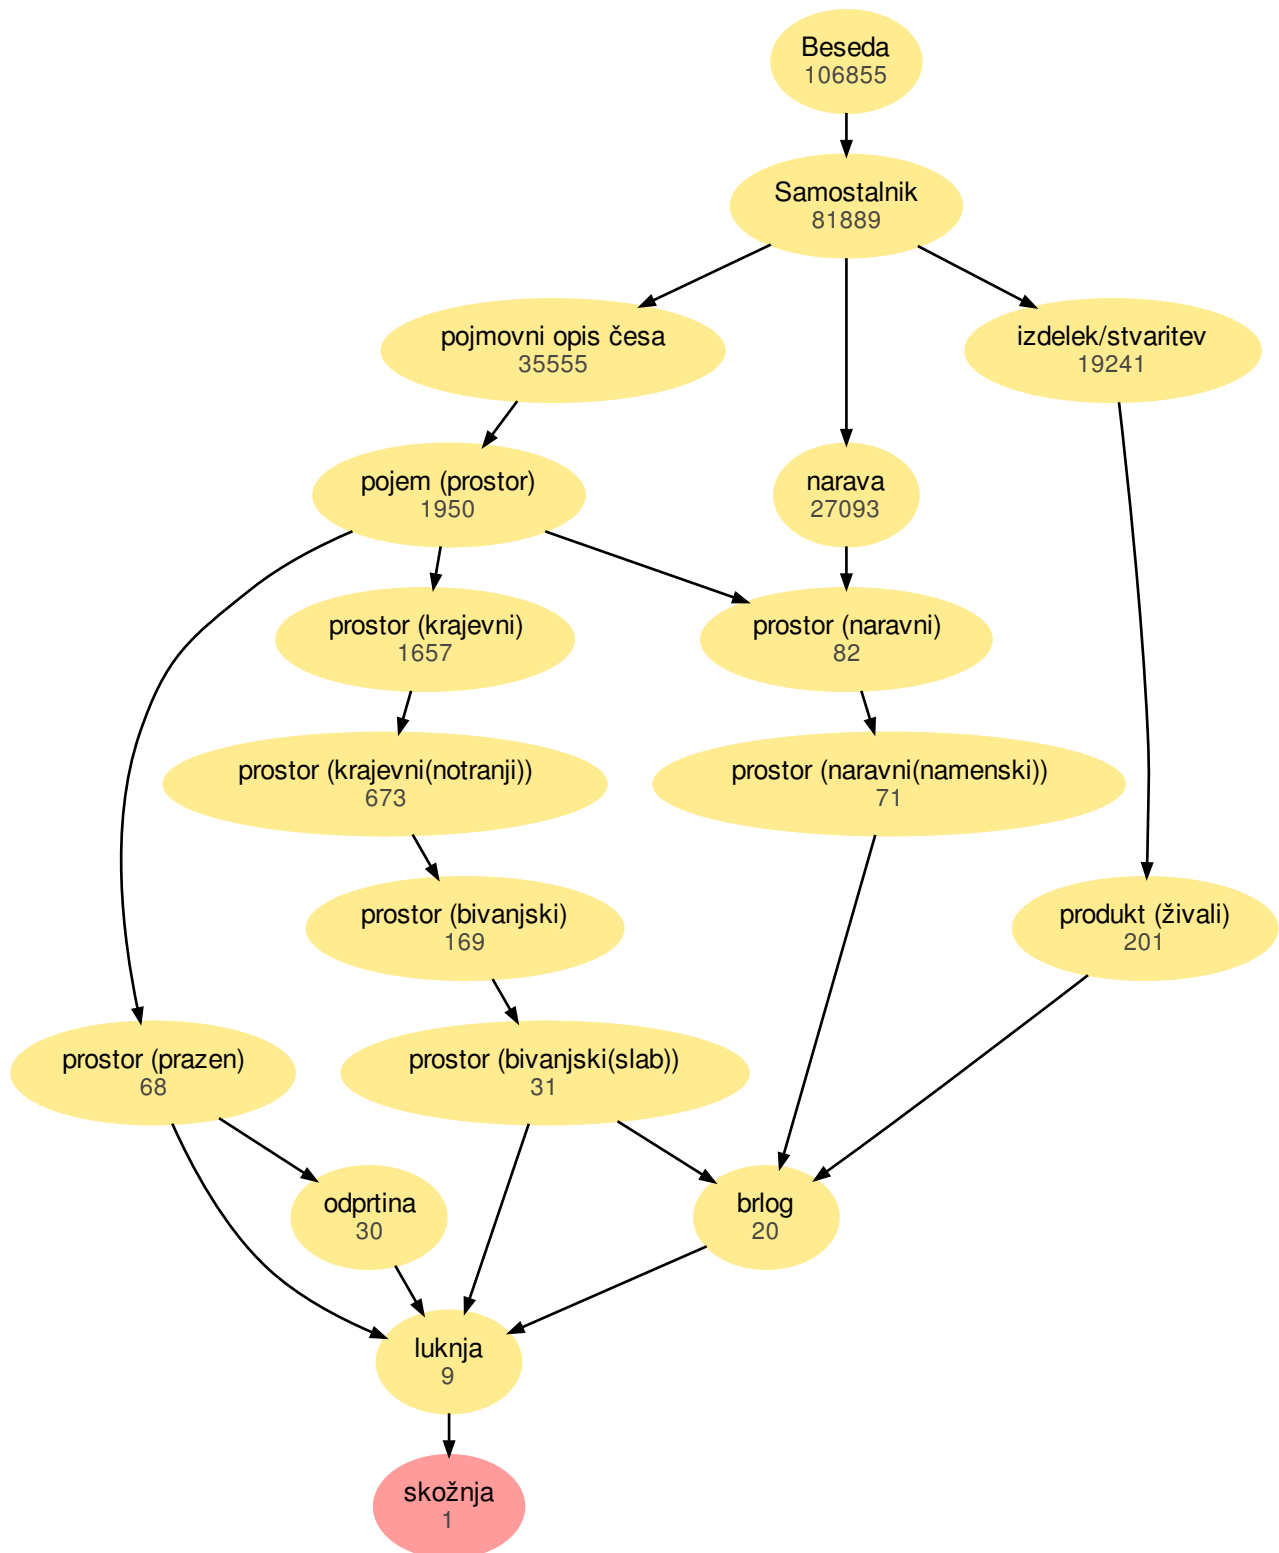 Beseda
106855
Samostalnik
81889
pojmovni opis česa
35555
izdelek/stvaritev
19241
pojem (prostor)
1950
narava
27093
prostor (krajevni)
1657
prostor (naravni)
82
prostor (krajevni(notranji))
673
prostor (naravni(namenski))
71
prostor (bivanjski)
169
produkt (živali)
201
prostor (prazen)
68
prostor (bivanjski(slab))
31
odprtina
30
brlog
20
luknja
9
skožnja
1